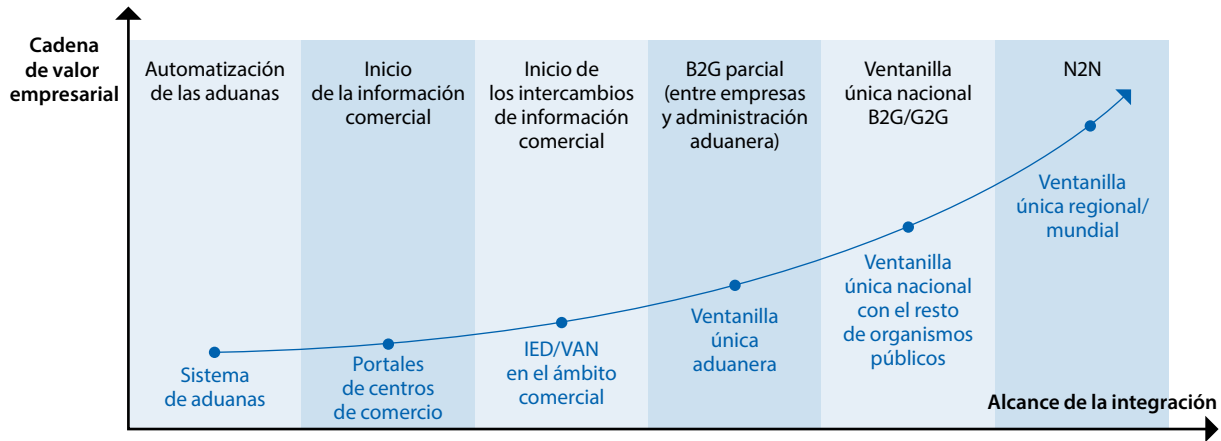 Cadena
de valor
empresarial
Automatización
de las aduanas
Inicio
de la información
comercial
Inicio de
los intercambios
de información
comercial
B2G parcial
(entre empresas
y administración
aduanera)
Ventanilla
única nacional
B2G/G2G
N2N
Sistema
de aduanas
Portales
de centros
de comercio
IED/VAN
en el ámbito
comercial
Ventanilla
única
aduanera
Ventanilla
única nacional
con el resto
de organismos
públicos
Ventanilla
única regional/
mundial
Alcance de la integración